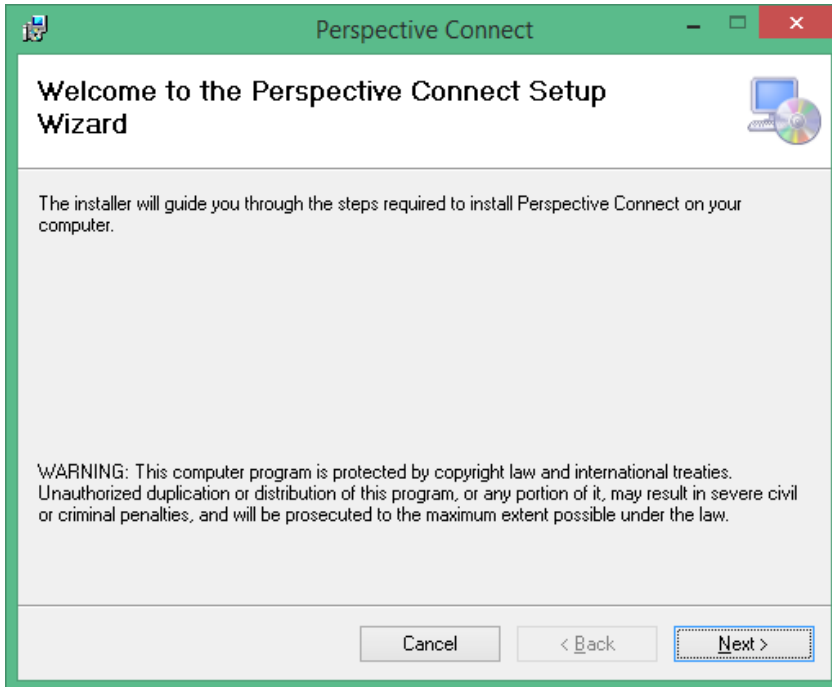 Perspective Connect
Welcome to the Perspective Connect Setup
Wizard
The installer will guide you through the steps required to install Perspective Connect on your
computer.
WARNING: This computer program is protected by copyright law and international treaties.
Unauthorized duplication or distribution of this program, or any portion of it, may result in severe civil
or criminal penalties, and will be prosecuted to the maximum extent possible under the law.
Cancel
< Back
Next >